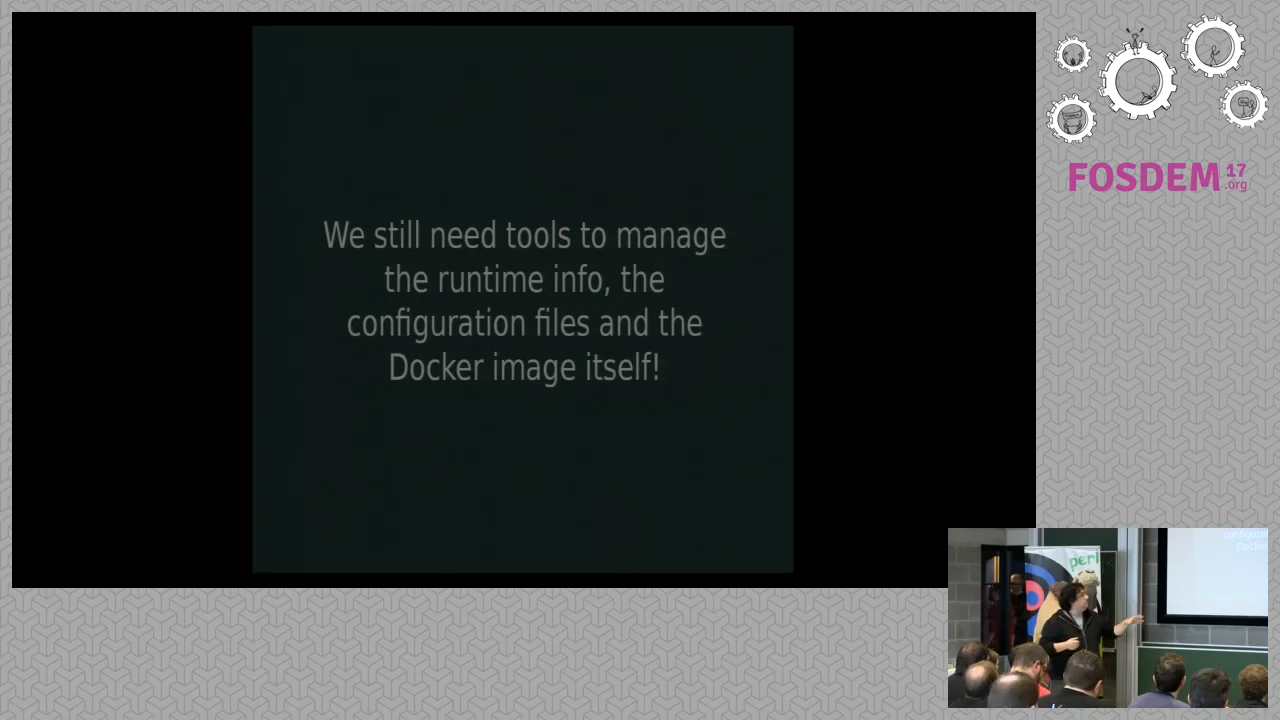 We still need tools to manage
the runtime info, the
configuration files and the
Docker image itself!
FOSDEM 17
.org
perl